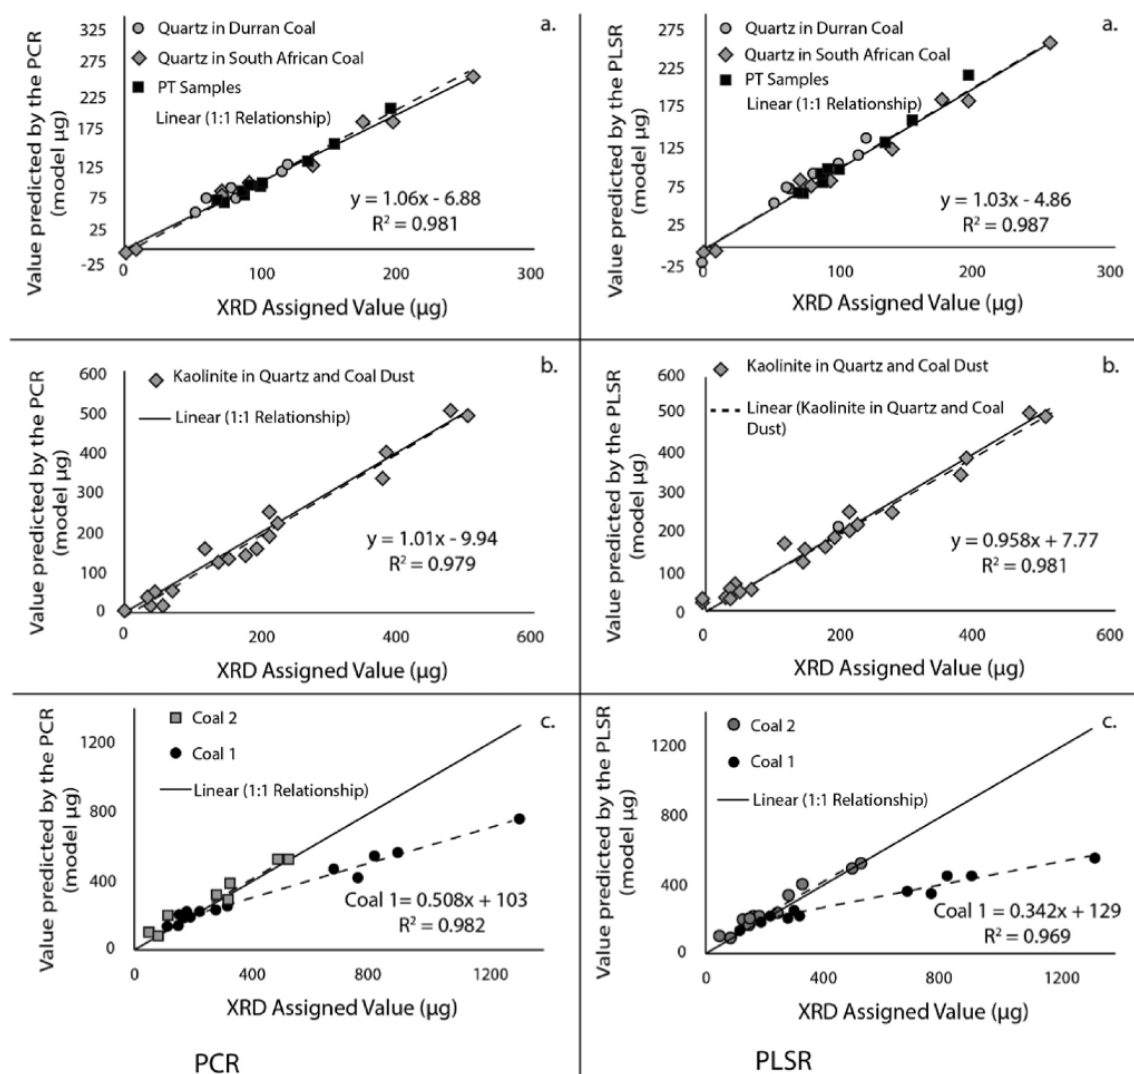 a.
Quartz in Durran Coal
Quartz in South African Coal
PT Samples
Linear (1:1 Relationship)
325
275
225
175
125
75
25
-25
Value predicted by the PCR
(model µg)
y = 1.06x - 6.88
R² = 0.981
0
100
200
300
XRD Assigned Value (µg)
a.
Quartz in Durran Coal
Quartz in South African Coal
PT Samples
Linear (1:1 Relationship)
325
275
225
175
125
75
25
-25
Value predicted by the PLSR
(model µg)
y = 1.03x - 4.86
R² = 0.987
0
100
200
300
XRD Assigned Value (µg)
b.
Kaolinite in Quartz and Coal Dust
Linear (1:1 Relationship)
600
500
400
300
200
100
0
Value predicted by the PCR
(model µg)
y = 1.01x - 9.94
R² = 0.979
0
200
400
600
XRD Assigned Value (µg)
b.
Kaolinite in Quartz and Coal Dust
Linear (Kaolinite in Quartz and Coal
Dust)
600
500
400
300
200
100
0
Value predicted by the PLSR
(model µg)
y = 0.958x + 7.77
R² = 0.981
0
200
400
600
XRD Assigned Value (µg)
c.
Coal 2
Coal 1
Linear (1:1 Relationship)
1200
800
400
0
Value predicted by the PCR
(model µg)
Coal 1= 0.508x + 103
R² = 0.982
0
400
800
1200
XRD Assigned Value (µg)
PCR
c.
Coal 2
Coal 1
Linear (1:1 Relationship)
1200
800
400
0
Value predicted by the PLSR
(model µg)
Coal 1 = 0.342x + 129
R² = 0.969
0
400
800
1200
XRD Assigned Value (µg)
PLSR